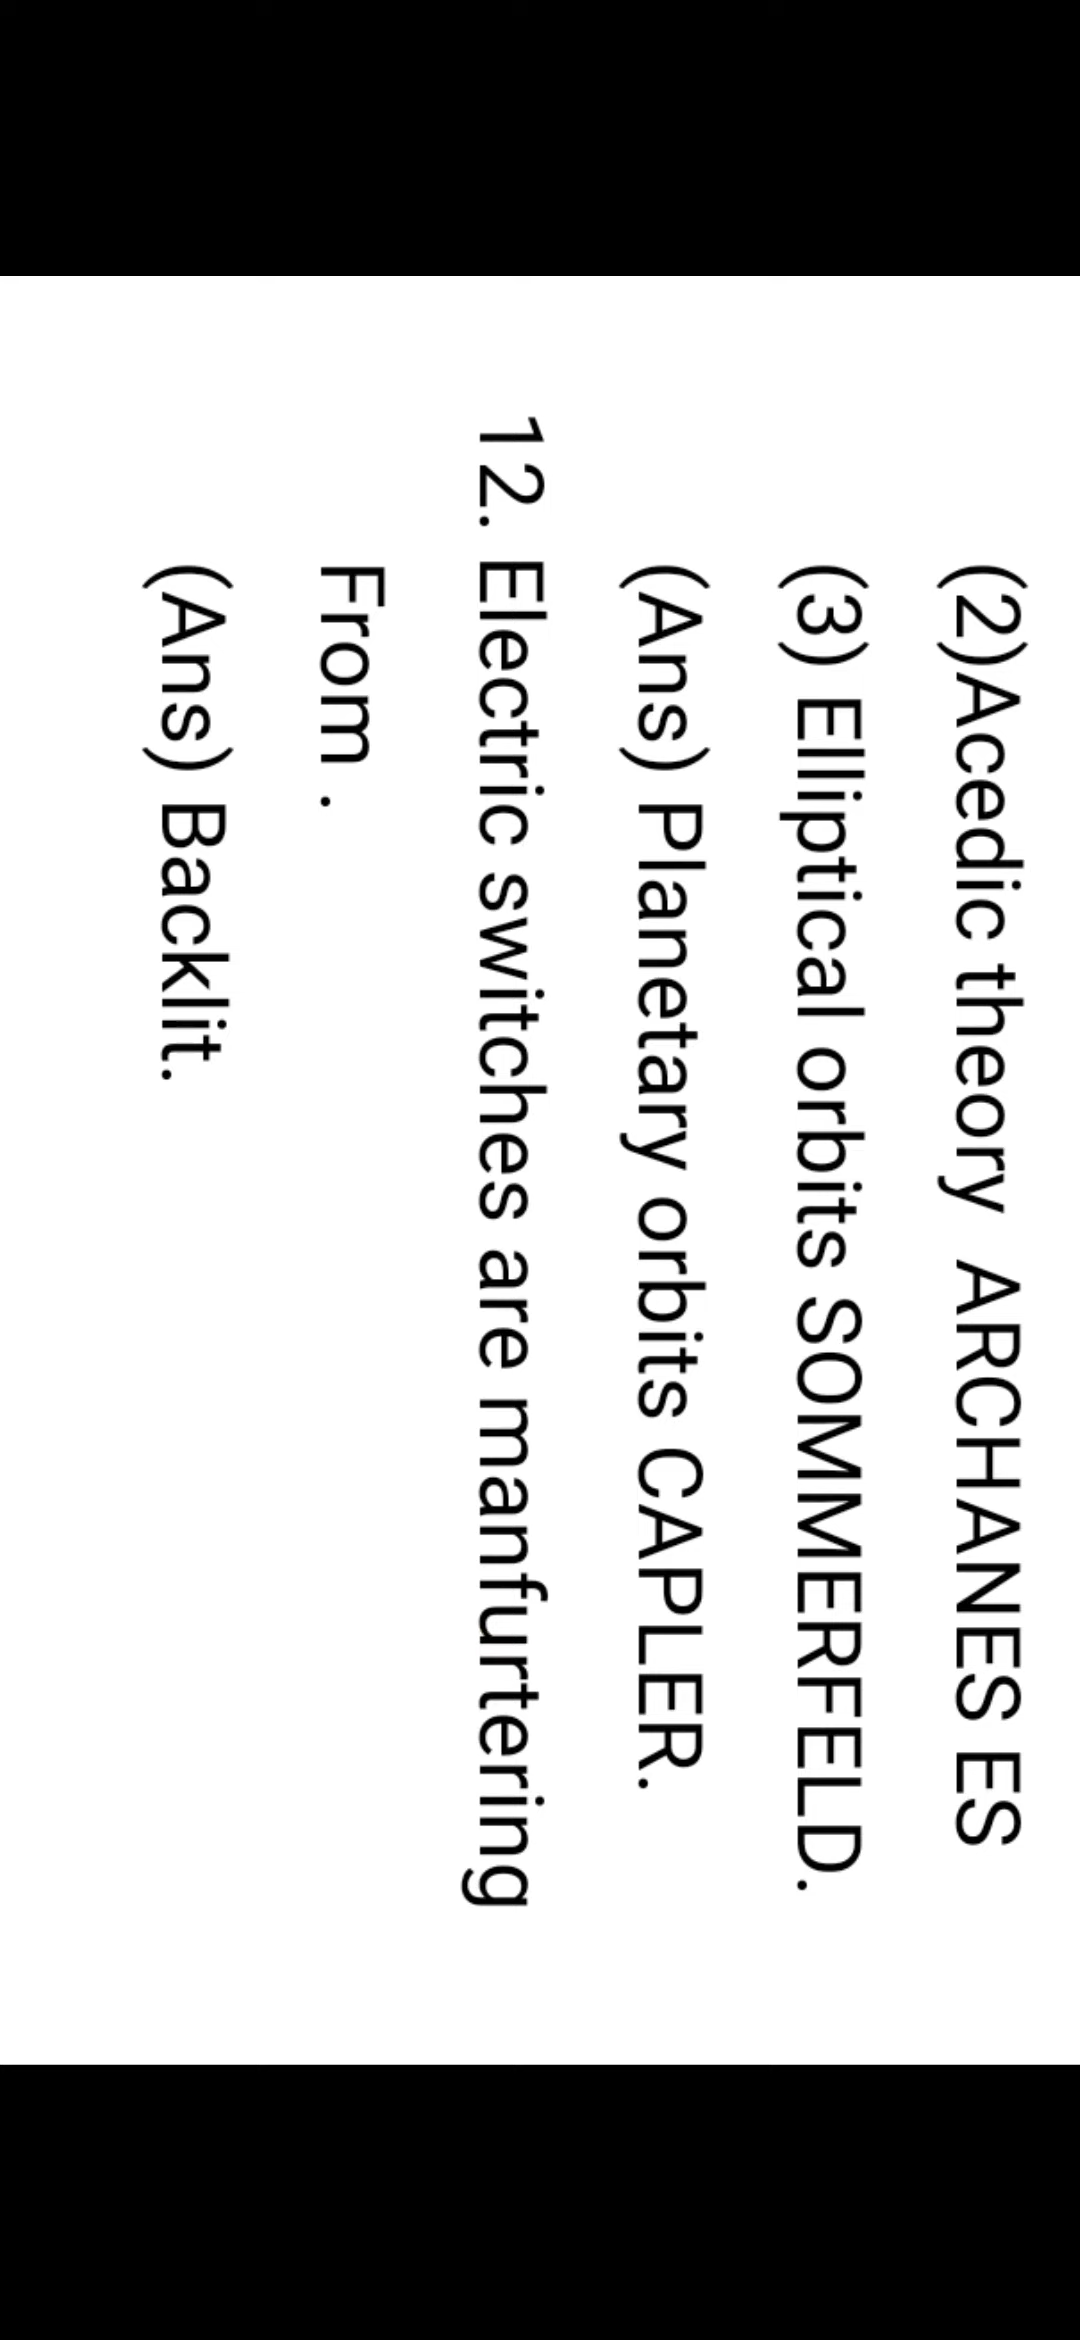 (2)Acedic theory  ARCHANES ES
(3) Elliptical orbits SOMMERFELD.
(Ans) Planetary orbits CAPLER.
12. Electric switches are manfurtering
From .
(Ans) Backlit.